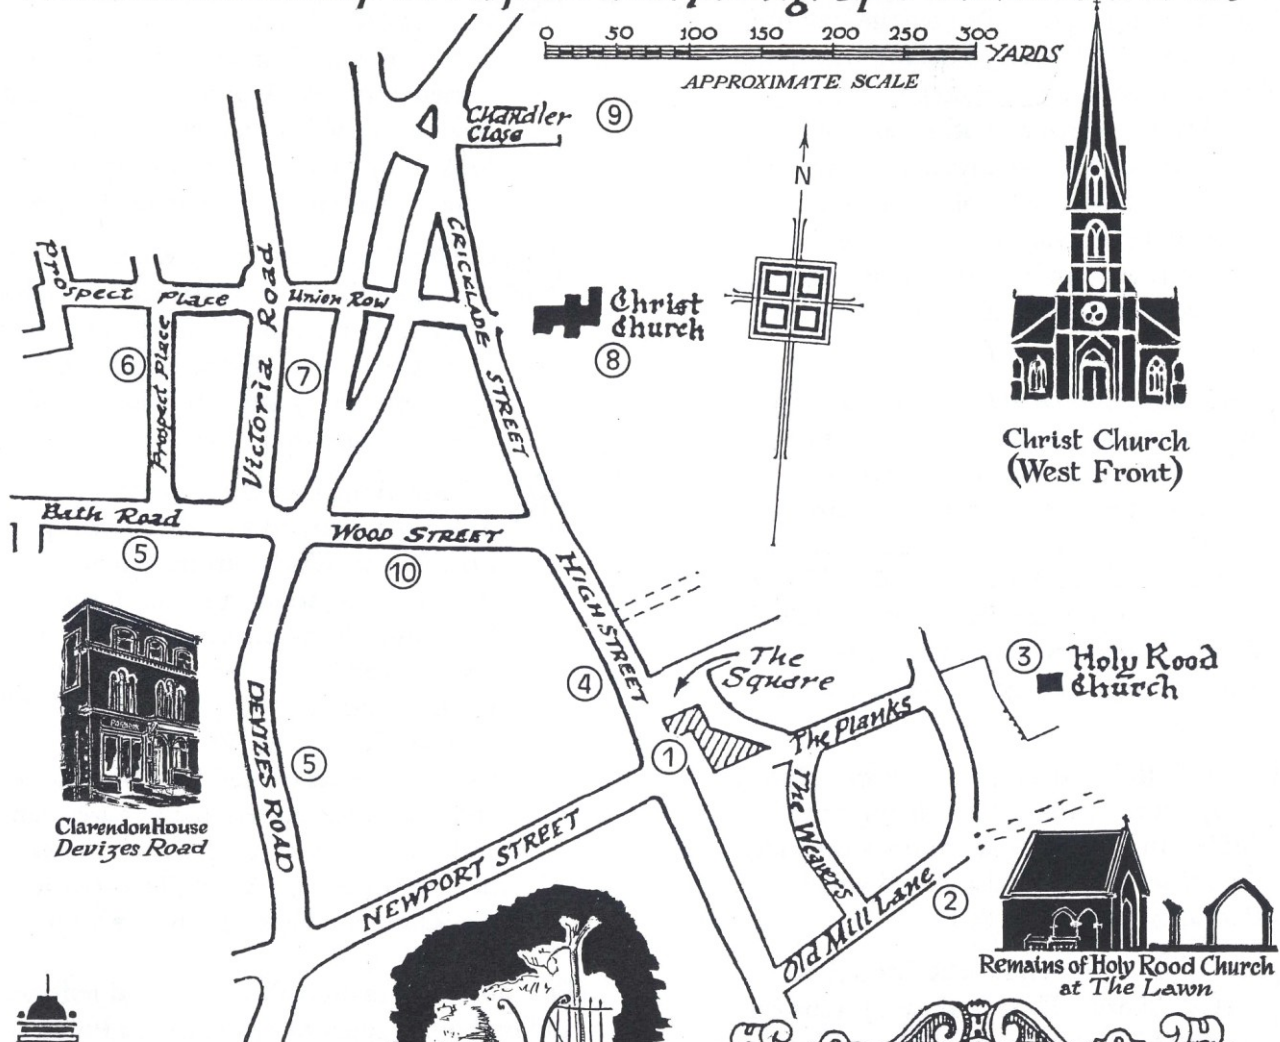 0 50 100 150 200 250 300 YARDS
APPROXIMATE SCALE
Chandler
Close
9
N
CRICKLADE STREET
Prospect Place
Union Row
Victoria Road
Prospect Place
6
7
Christ
Church
8
Christ Church
(West Front)
Bath Road
5
WOOD STREET
10
HIGH STREET
4
The
Square
3
Holy Rood
Church
The Planks
1
The Weavers
DEVIZES ROAD
5
Clarendon House
Devizes Road
NEWPORT STREET
Old Mill Lane
2
Remains of Holy Rood Church
at The Lawn